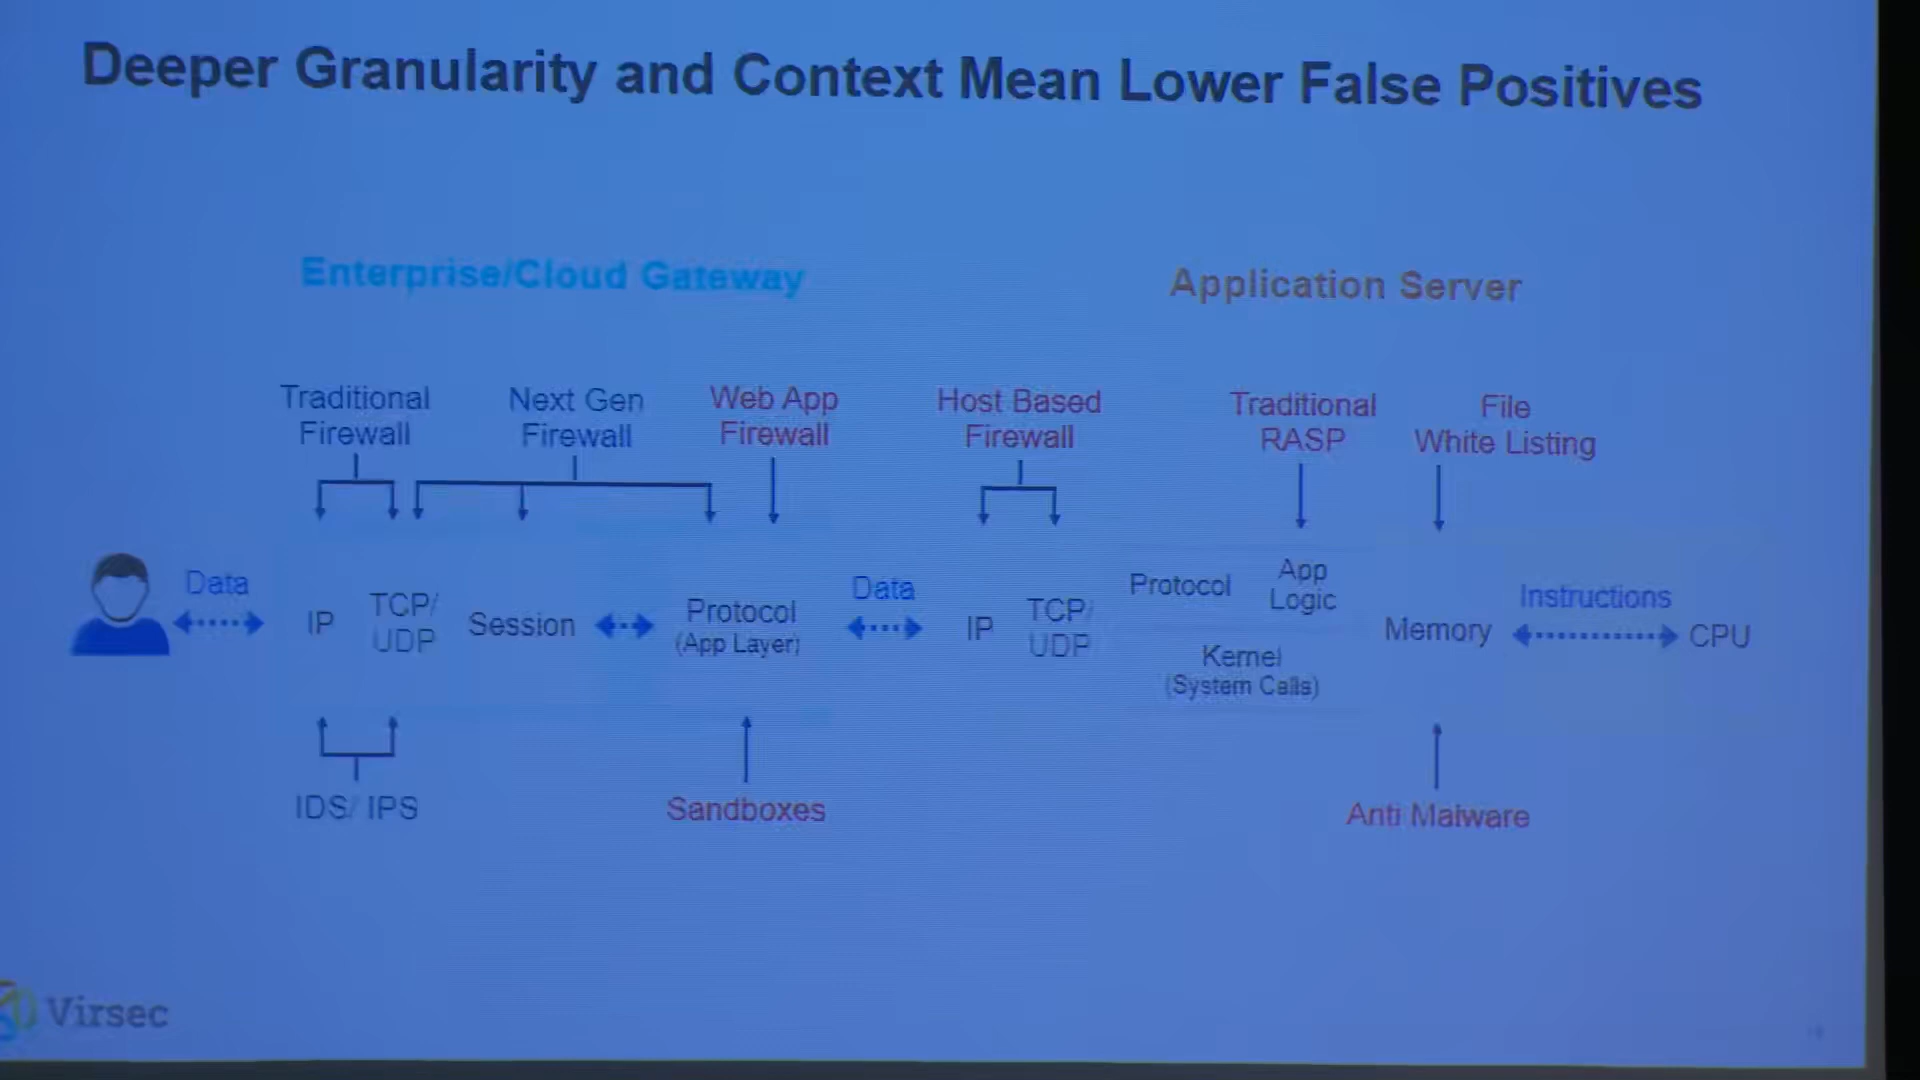 Deeper Granularity and Context Mean Lower False Positives
Enterprise/Cloud Gateway
Application Server
Traditional
Firewall
Next Gen
Firewall
Web App
Firewall
Host Based
Firewall
Traditional
RASP
File
White Listing
Data
IP
TCP/
UDP
Session
Protocol
(App Layer)
Data
IP
TCP/
UDP
Protocol
App
Logic
Kernel
(System Calls)
Memory
Instructions
CPU
IDS/ IPS
Sandboxes
Anti Malware
Virsec